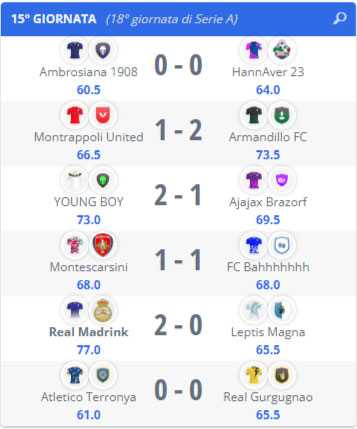 15ª GIORNATA (18ª giornata di Serie A)
0 - 0
Ambrosiana 1908 HannAver 23
60.5 64.0
1 - 2
Montrappoli United Armandillo FC
66.5 73.5
2 - 1
YOUNG BOY Ajajax Brazorf
73.0 69.5
1 - 1
Montescarsini FC Bahhhhhhh
68.0 68.0
2 - 0
Real Madrink Leptis Magna
77.0 65.5
0 - 0
Atletico Terronya Real Gurgugnao
61.0 65.5